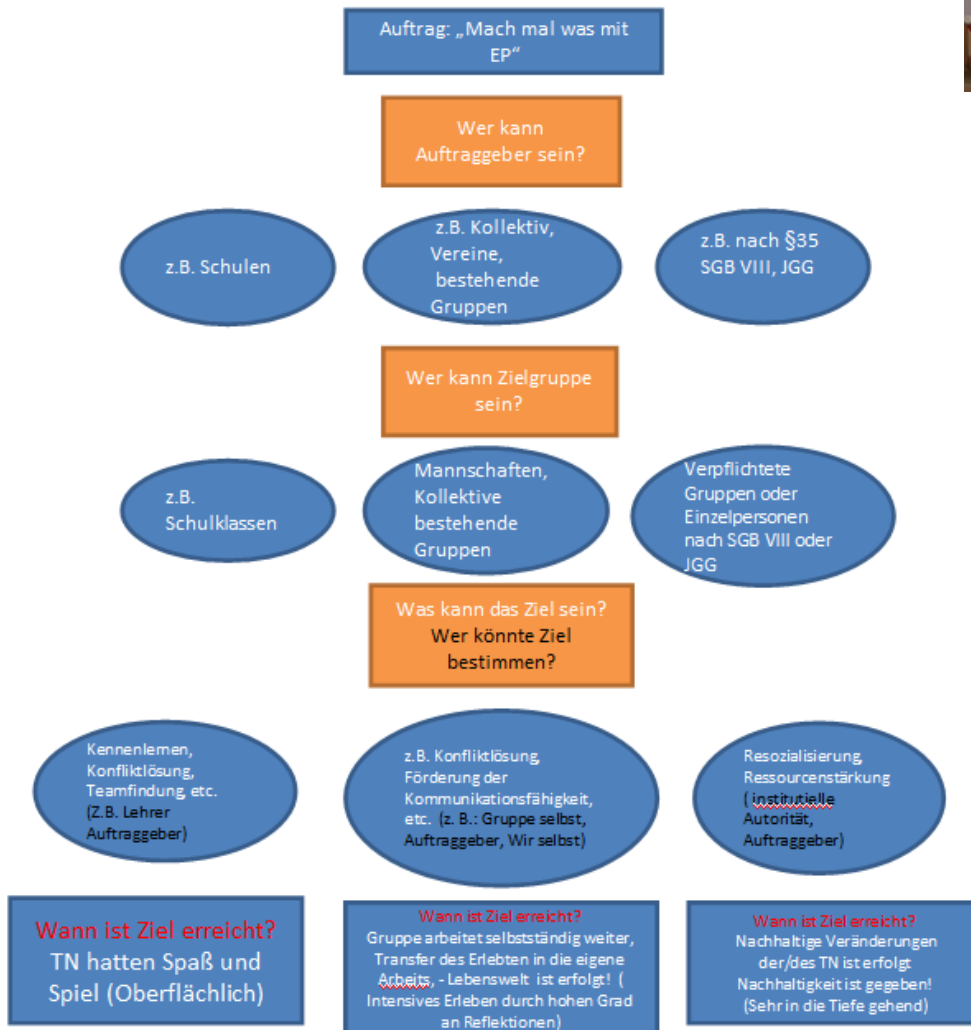 Auftrag: „Mach mal was mit
EP“
Wer kann
Auftraggeber sein?
z.B. Schulen
z.B. Kollektiv,
Vereine,
bestehende
Gruppen
z.B. nach §35
SGB VIII, JGG
Wer kann Zielgruppe
sein?
z.B.
Schulklassen
Mannschaften,
Kollektive
bestehende
Gruppen
Verpflichtete
Gruppen oder
Einzelpersonen
nach SGB VIII oder
JGG
Was kann das Ziel sein?
Wer könnte Ziel
bestimmen?
Kennenlernen,
Konfliktlösung,
Teamfindung, etc.
(Z.B. Lehrer
Auftraggeber)
z.B. Konfliktlösung,
Förderung der
Kommunikationsfähigkeit,
etc. (z. B.: Gruppe selbst,
Auftraggeber, Wir selbst)
Resozialisierung,
Ressourcenstärkung
( institutielle
Autorität,
Auftraggeber)
Wann ist Ziel erreicht?
TN hatten Spaß und
Spiel (Oberflächlich)
Wann ist Ziel erreicht?
Gruppe arbeitet selbstständig weiter,
Transfer des Erlebten in die eigene
Arbeits, - Lebenswelt ist erfolgt! (
Intensives Erleben durch hohen Grad
an Reflektionen)
Wann ist Ziel erreicht?
Nachhaltige Veränderungen
der/des TN ist erfolgt
Nachhaltigkeit ist gegeben!
(Sehr in die Tiefe gehend)